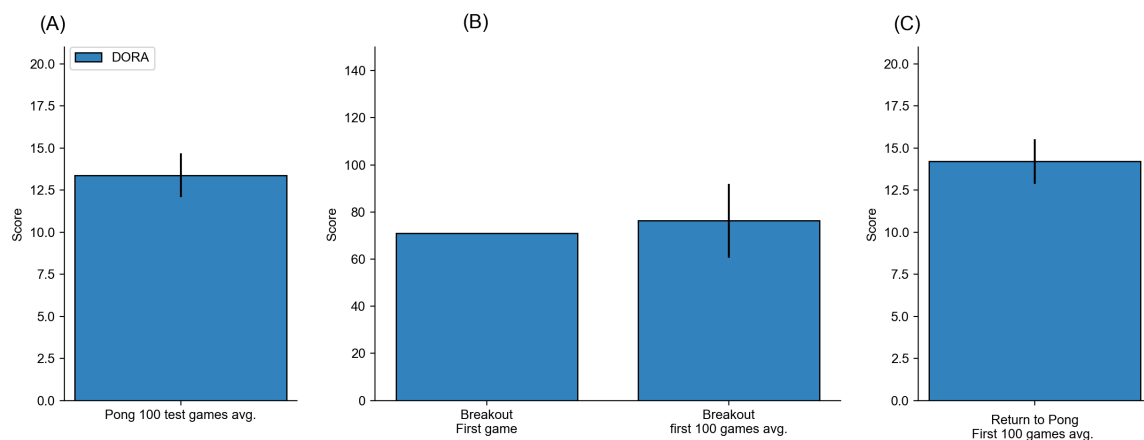 (A)
20.0
17.5
15.0
12.5
10.0
7.5
5.0
2.5
0.0
Score
DORA
Pong 100 test games avg.
(B)
140
120
100
80
60
40
20
0
Score
Breakout
First game
Breakout
first 100 games avg.
(C)
20.0
17.5
15.0
12.5
10.0
7.5
5.0
2.5
0.0
Score
Return to Pong
First 100 games avg.